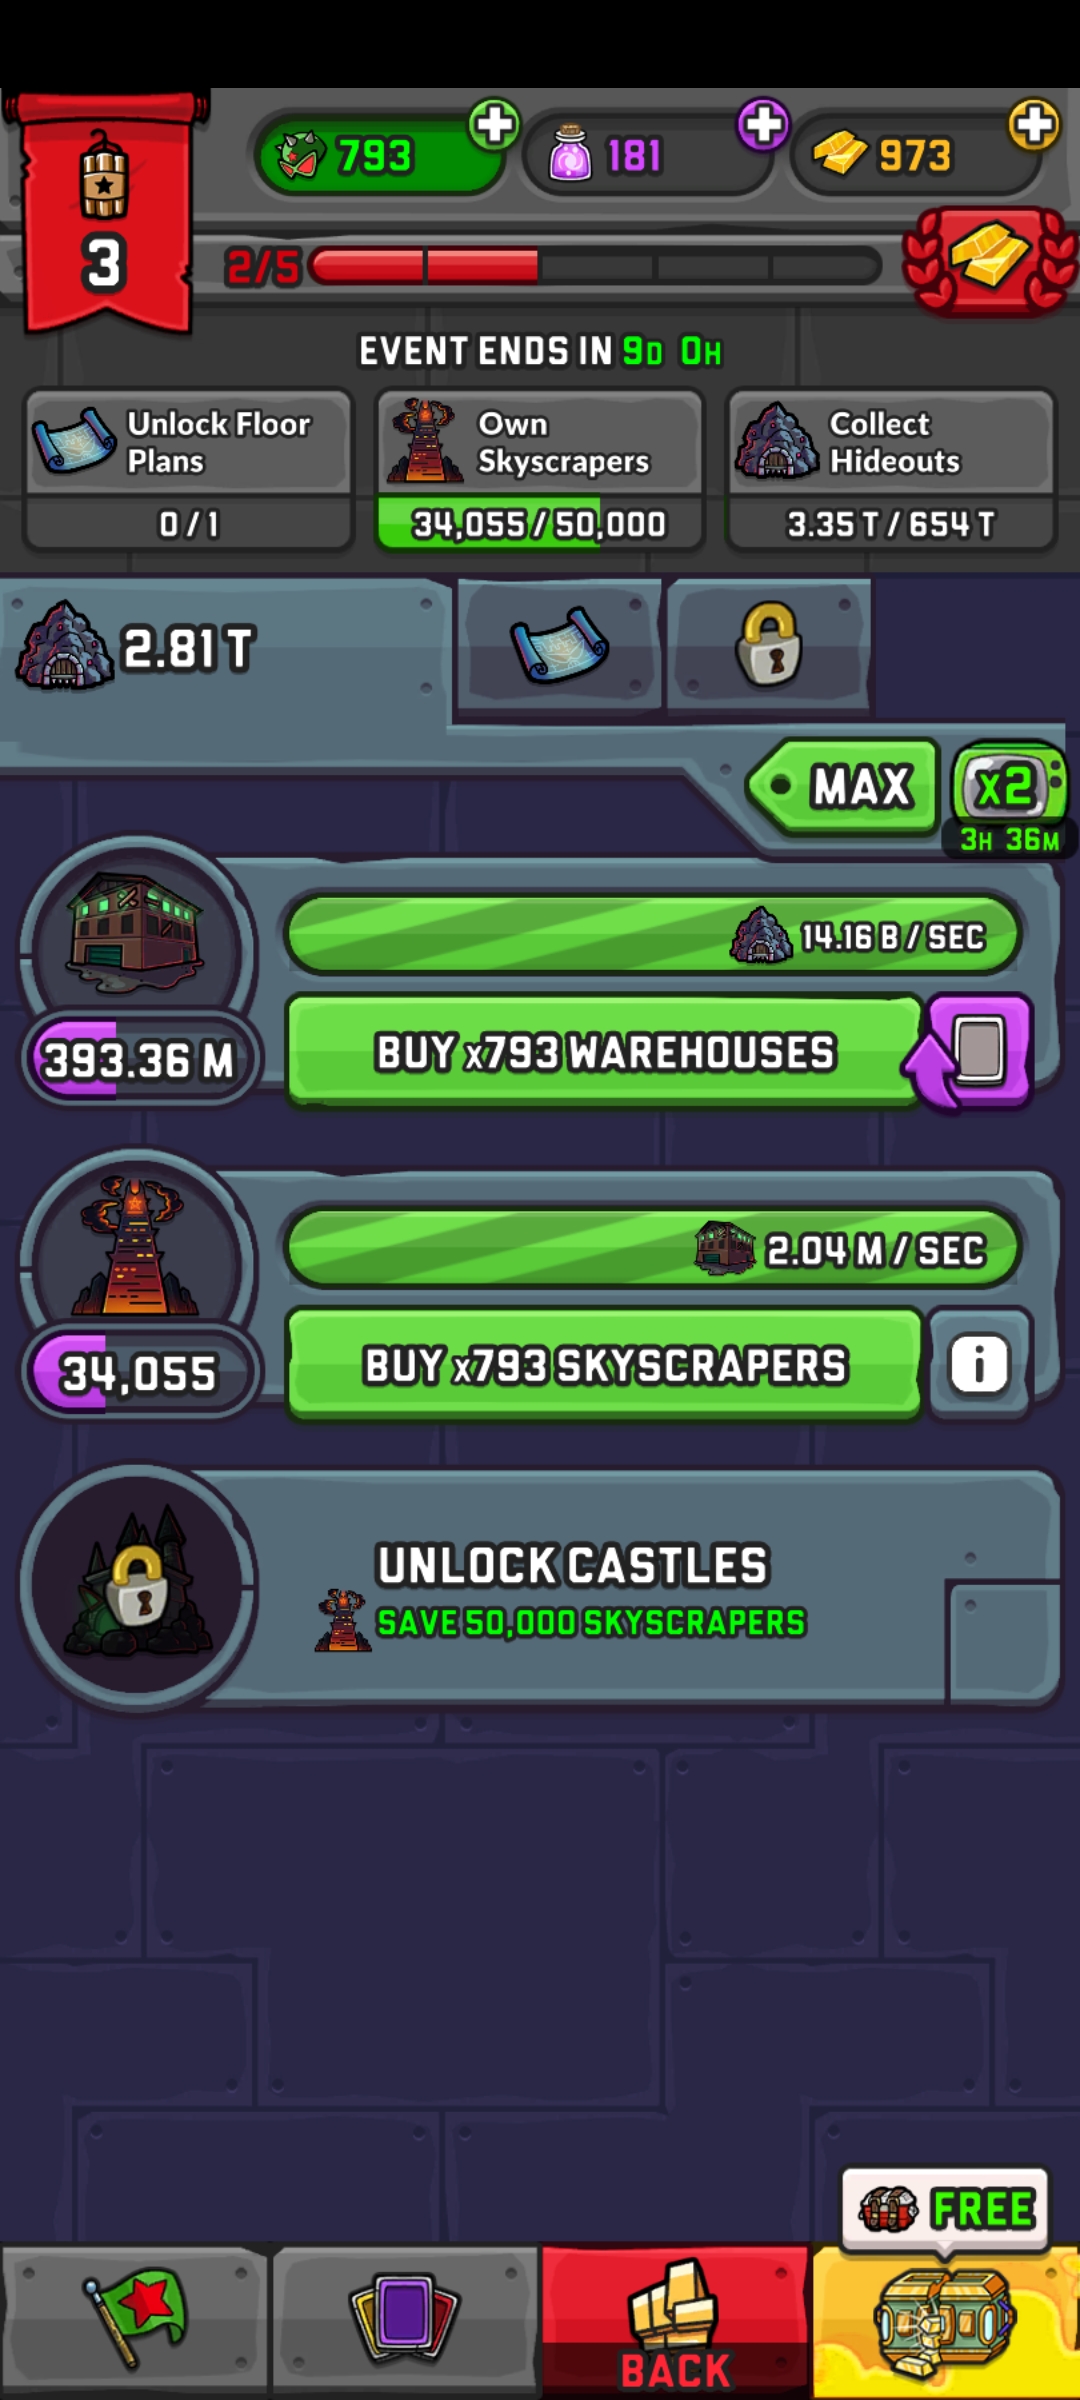 793
181
973
3
2/5
EVENT ENDS IN 9D 0H
Unlock Floor
Plans
0/1
Own
Skyscrapers
34,055/50,000
Collect
Hideouts
3.35 T/654 T
2.81 T
MAX
x2
3H 36M
14.16 B/SEC
393.36 M
BUY x793 WAREHOUSES
2.04 M/SEC
34,055
BUY x793 SKYSCRAPERS
i
UNLOCK CASTLES
SAVE 50,000 SKYSCRAPERS
FREE
BACK